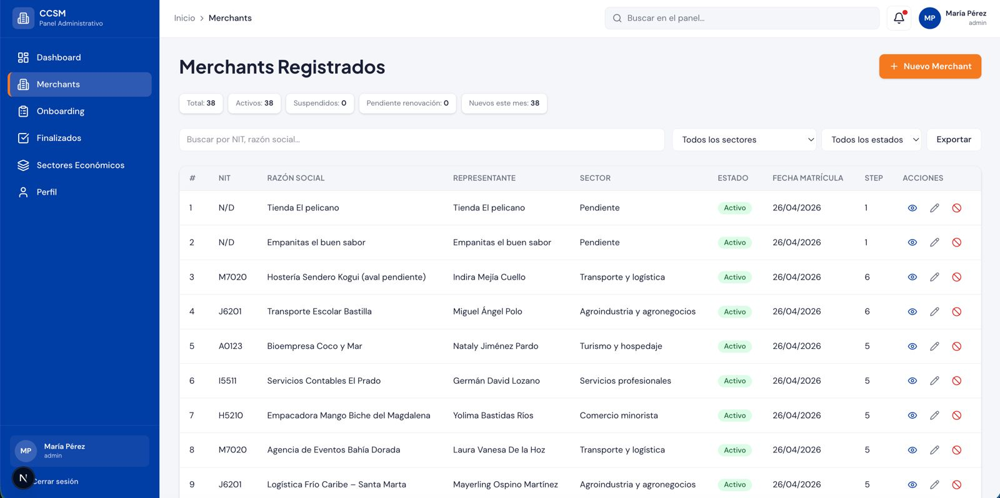 CCSM
Panel Administrativo
Dashboard
Merchants
Onboarding
Finalizados
Sectores Económicos
Perfil
MP
María Pérez
admin
N
Cerrar sesión
Inicio > Merchants
Buscar en el panel...
MP
María Pérez
admin
Merchants Registrados
+ Nuevo Merchant
Total: 38
Activos: 38
Suspendidos: 0
Pendiente renovación: 0
Nuevos este mes: 38
Buscar por NIT, razón social...
Todos los sectores
Todos los estados
Exportar
# NIT RAZÓN SOCIAL REPRESENTANTE SECTOR ESTADO FECHA MATRÍCULA STEP ACCIONES
1 N/D Tienda El pelicano Tienda El pelicano Pendiente Activo 26/04/2026 1
2 N/D Empanitas el buen sabor Empanitas el buen sabor Pendiente Activo 26/04/2026 1
3 M7020 Hostería Sendero Kogui (aval pendiente) Indira Mejía Cuello Transporte y logística Activo 26/04/2026 6
4 J6201 Transporte Escolar Bastilla Miguel Ángel Polo Agroindustria y agronegocios Activo 26/04/2026 6
5 A0123 Bioempresa Coco y Mar Nataly Jiménez Pardo Turismo y hospedaje Activo 26/04/2026 5
6 I5511 Servicios Contables El Prado Germán David Lozano Servicios profesionales Activo 26/04/2026 5
7 H5210 Empacadora Mango Biche del Magdalena Yolima Bastidas Ríos Comercio minorista Activo 26/04/2026 5
8 M7020 Agencia de Eventos Bahía Dorada Laura Vanesa De la Hoz Transporte y logística Activo 26/04/2026 5
9 J6201 Logística Frío Caribe – Santa Marta Mayerling Ospino Martínez Agroindustria y agronegocios Activo 26/04/2026 5